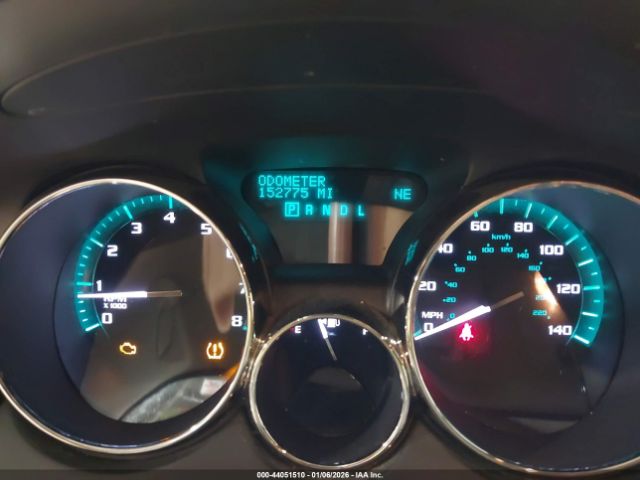 ODOMETER
152775 MI NE
P R N D L
0 1 2 3 4 5 6 7 8
RPM
X 1000
E F
0 20 40 60 80 100 120 140
km/h
0 20 40 60 80 100 120 140 160 220
MPH
000-44051510 | 01/06/2026 | IAA Inc.